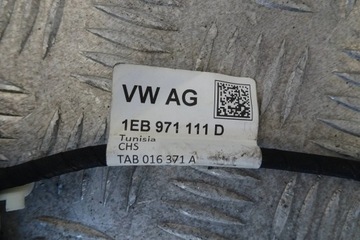 VW AG
1EB 971 111 D
Tunisia
CHS
TAB 016 371 A